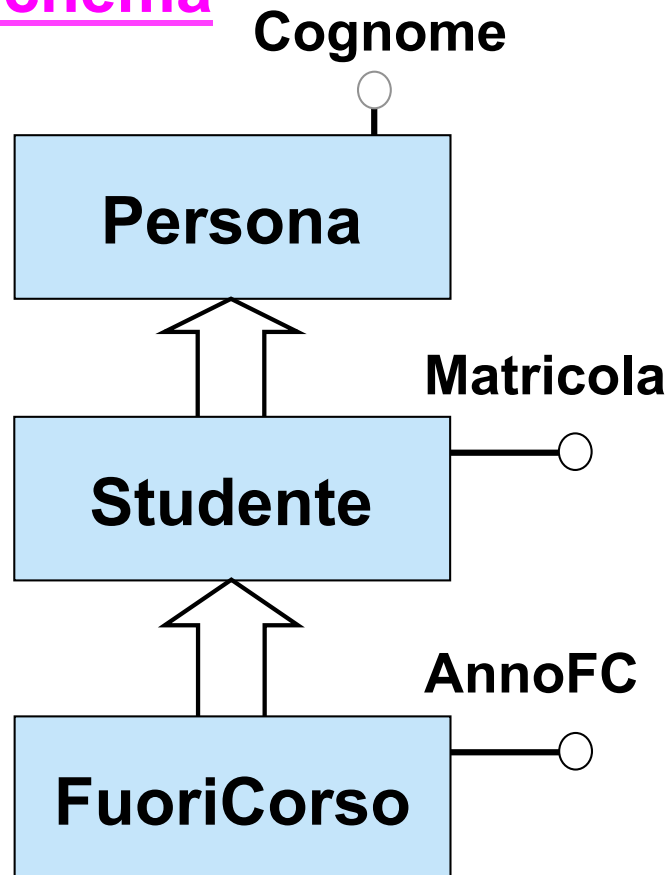 Cognome
Persona
Matricola
Studente
AnnoFC
FuoriCorso